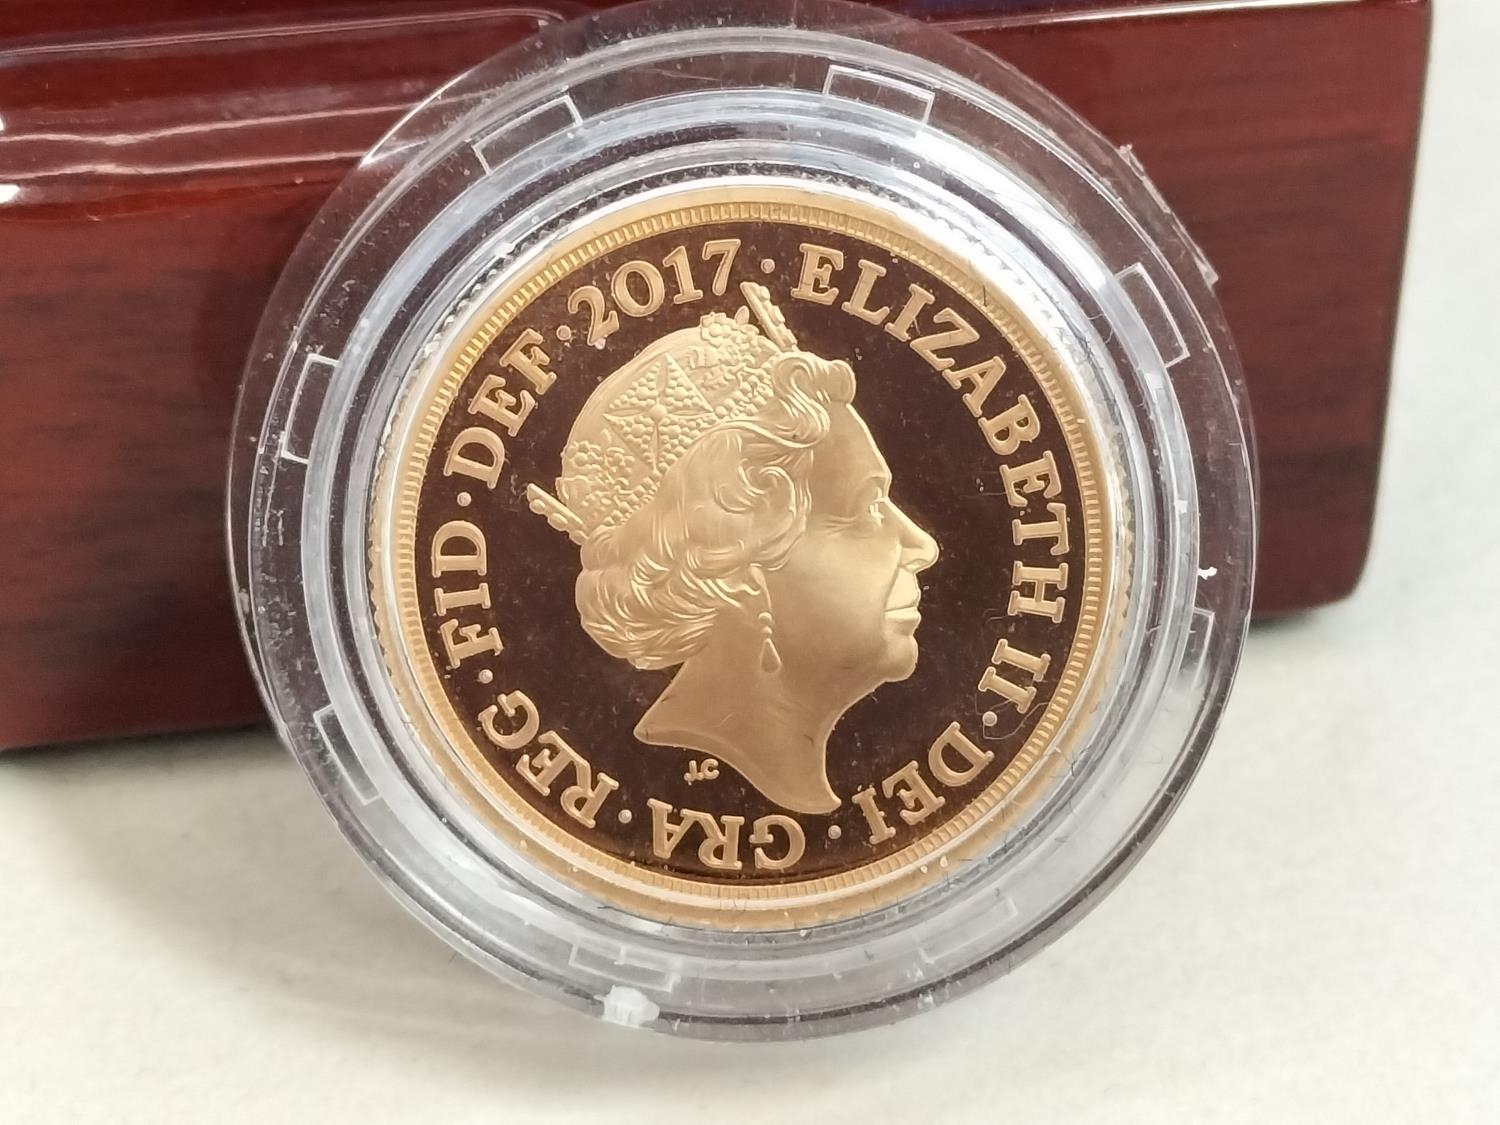 2017 · ELIZABETH II · DEI · GRA · REG · FID · DEF ·
JC